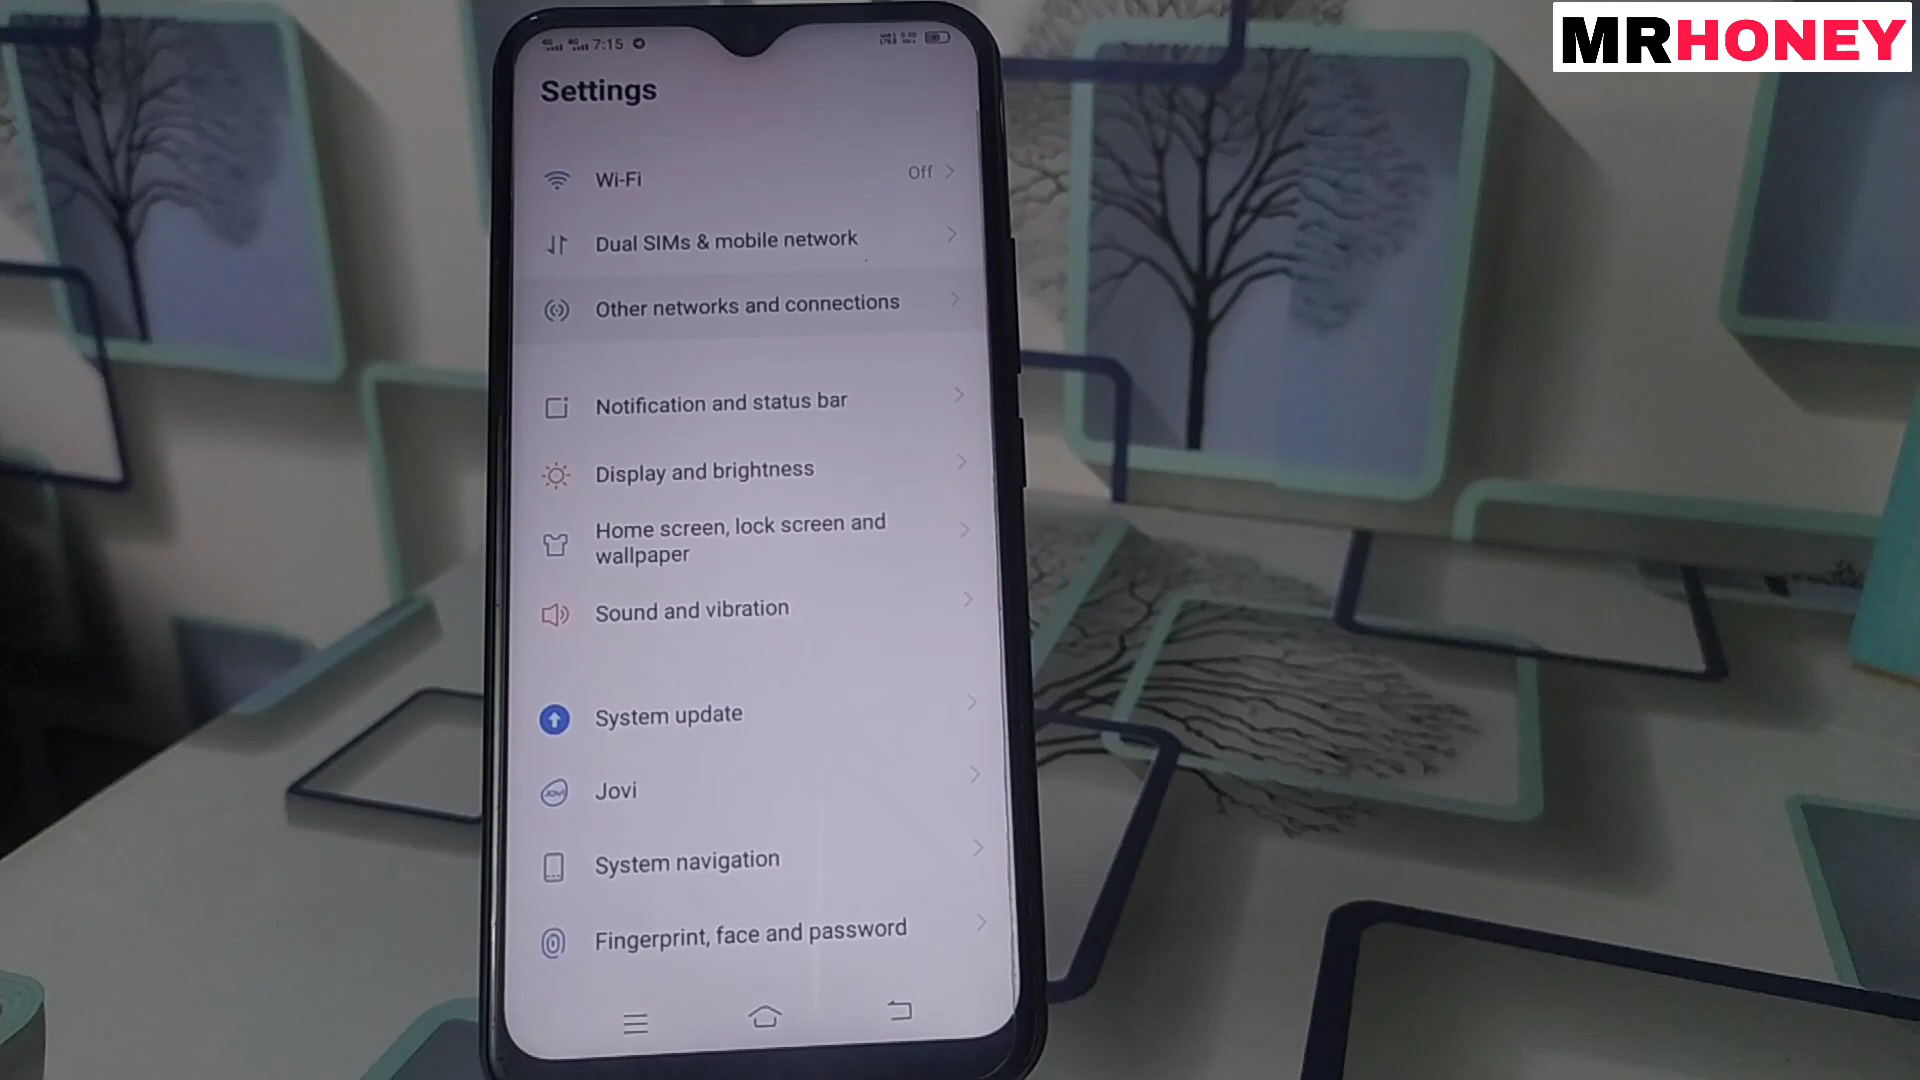 MRHONEY
7:15
Settings
Wi-Fi
Off
Dual SIMs & mobile network
Other networks and connections
Notification and status bar
Display and brightness
Home screen, lock screen and
wallpaper
Sound and vibration
System update
Jovi
System navigation
Fingerprint, face and password